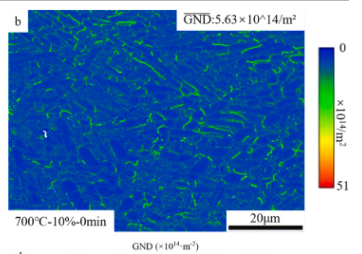 b
GND:5.63×10^14/m²
0
×10¹⁴/m²
51
700℃-10%-0min
20μm
GND (×10¹⁴·m⁻²)